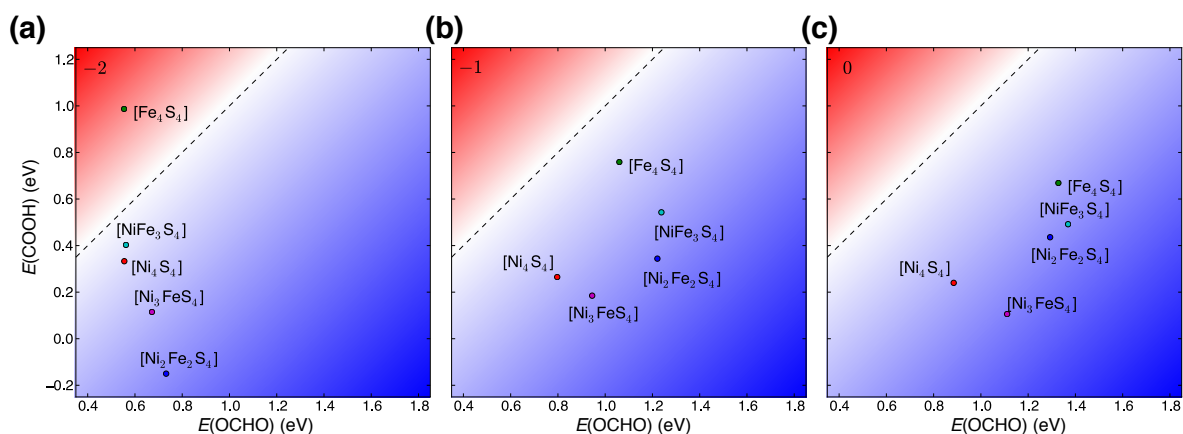 (a)
−2
[Fe₄S₄]
[NiFe₃S₄]
[Ni₄S₄]
[Ni₃FeS₄]
[Ni₂Fe₂S₄]
1.2
1.0
0.8
0.6
0.4
0.2
0.0
−0.2
E(COOH) (eV)
0.4 0.6 0.8 1.0 1.2 1.4 1.6 1.8
E(OCHO) (eV)
(b)
−1
[Fe₄S₄]
[NiFe₃S₄]
[Ni₄S₄]
[Ni₂Fe₂S₄]
[Ni₃FeS₄]
0.4 0.6 0.8 1.0 1.2 1.4 1.6 1.8
E(OCHO) (eV)
(c)
0
[Fe₄S₄]
[NiFe₃S₄]
[Ni₂Fe₂S₄]
[Ni₄S₄]
[Ni₃FeS₄]
0.4 0.6 0.8 1.0 1.2 1.4 1.6 1.8
E(OCHO) (eV)